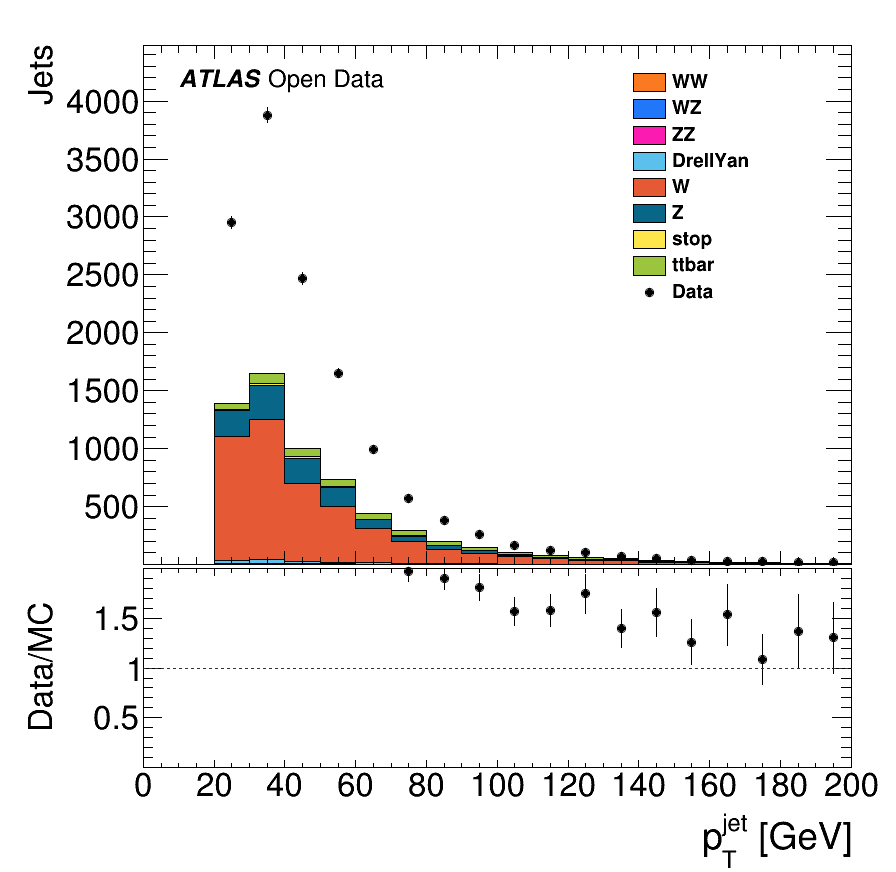 Jets
ATLAS Open Data
4000
3500
3000
2500
2000
1500
1000
500
WW
WZ
ZZ
DrellYan
W
Z
stop
ttbar
Data
Data/MC
1.5
1
0.5
0 20 40 60 80 100 120 140 160 180 200
p_T^jet [GeV]